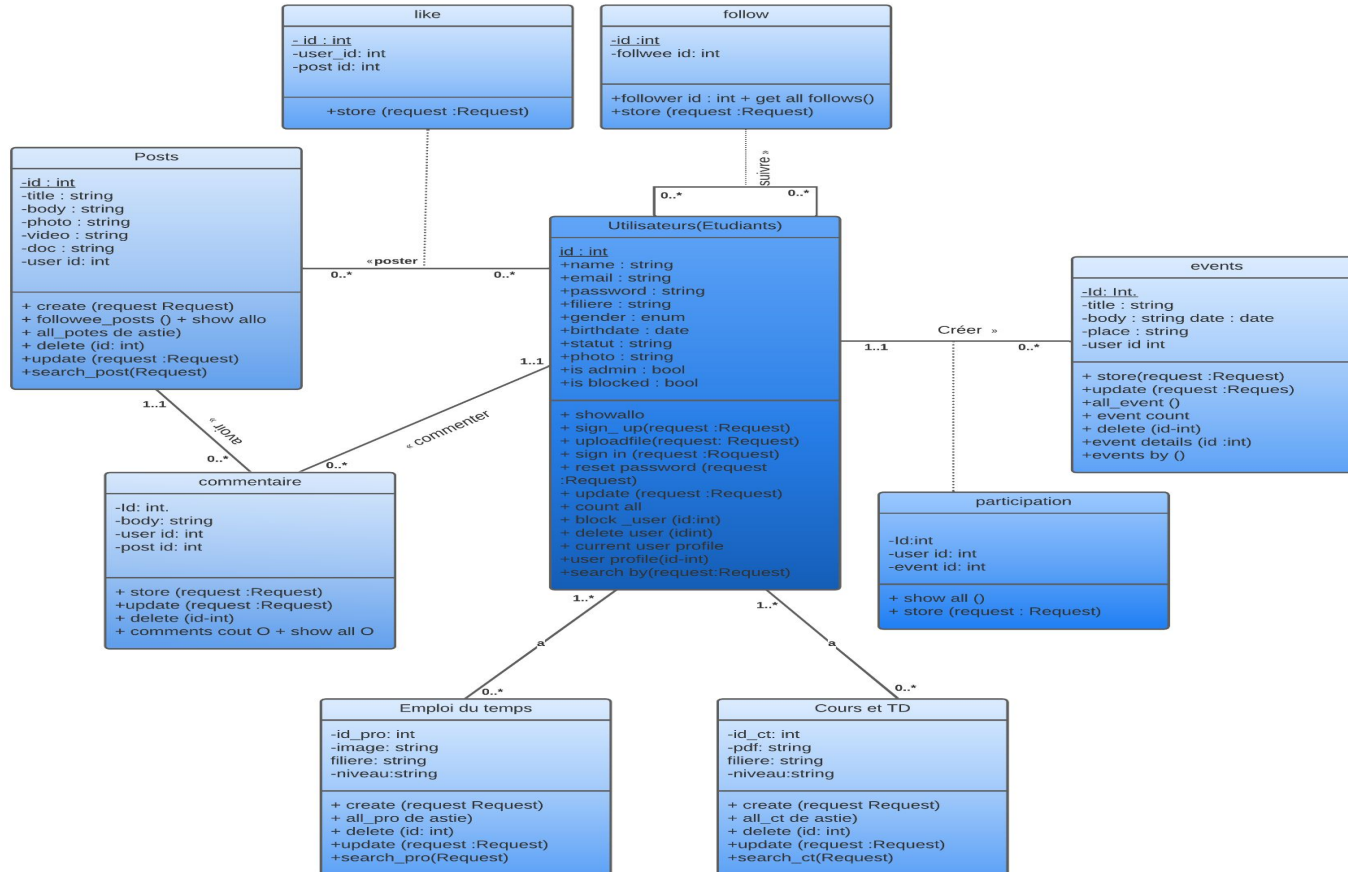 like
- id : int
-user_id: int
-post id: int
+store (request :Request)
follow
-id :int
-follwee id: int
+follower id : int + get all follows()
+store (request :Request)
Posts
-id : int
-title : string
-body : string
-photo : string
-video : string
-doc : string
-user id: int
+ create (request Request)
+ followee_posts () + show allo
+ all_potes de astie)
+ delete (id: int)
+update (request :Request)
+search_post(Request)
suivre »
0..*
0..*
«poster
0..*
0..*
Utilisateurs(Etudiants)
id : int
+name : string
+email : string
+password : string
+filiere : string
+gender : enum
+birthdate : date
+statut : string
+photo : string
+is admin : bool
+is blocked : bool
+ showallo
+ sign_ up(request :Request)
+ uploadfile(request: Request)
+ sign in (request :Roquest)
+ reset password (request
:Request)
+ update (request :Request)
+ count all
+ block _user (id:int)
+ delete user (idint)
+ current user profile
+user profile(id-int)
+search by(request:Request)
Créer »
1..1
0..*
events
-Id: Int.
-title : string
-body : string date : date
-place : string
-user id int
+ store(request :Request)
+update (request :Reques)
+all_event ()
+ event count
+ delete (id-int)
+event details (id :int)
+events by ()
1..1
« avoir »
0..*
1..1
« commenter
0..*
commentaire
-Id: int.
-body: string
-user id: int
-post id: int
+ store (request :Request)
+update (request :Request)
+ delete (id-int)
+ comments cout O + show all O
participation
-Id:int
-user id: int
-event id: int
+ show all ()
+ store (request : Request)
1..*
a
0..*
1..*
a
0..*
Emploi du temps
-id_pro: int
-image: string
filiere: string
-niveau:string
+ create (request Request)
+ all_pro de astie)
+ delete (id: int)
+update (request :Request)
+search_pro(Request)
Cours et TD
-id_ct: int
-pdf: string
filiere: string
-niveau:string
+ create (request Request)
+ all_ct de astie)
+ delete (id: int)
+update (request :Request)
+search_ct(Request)